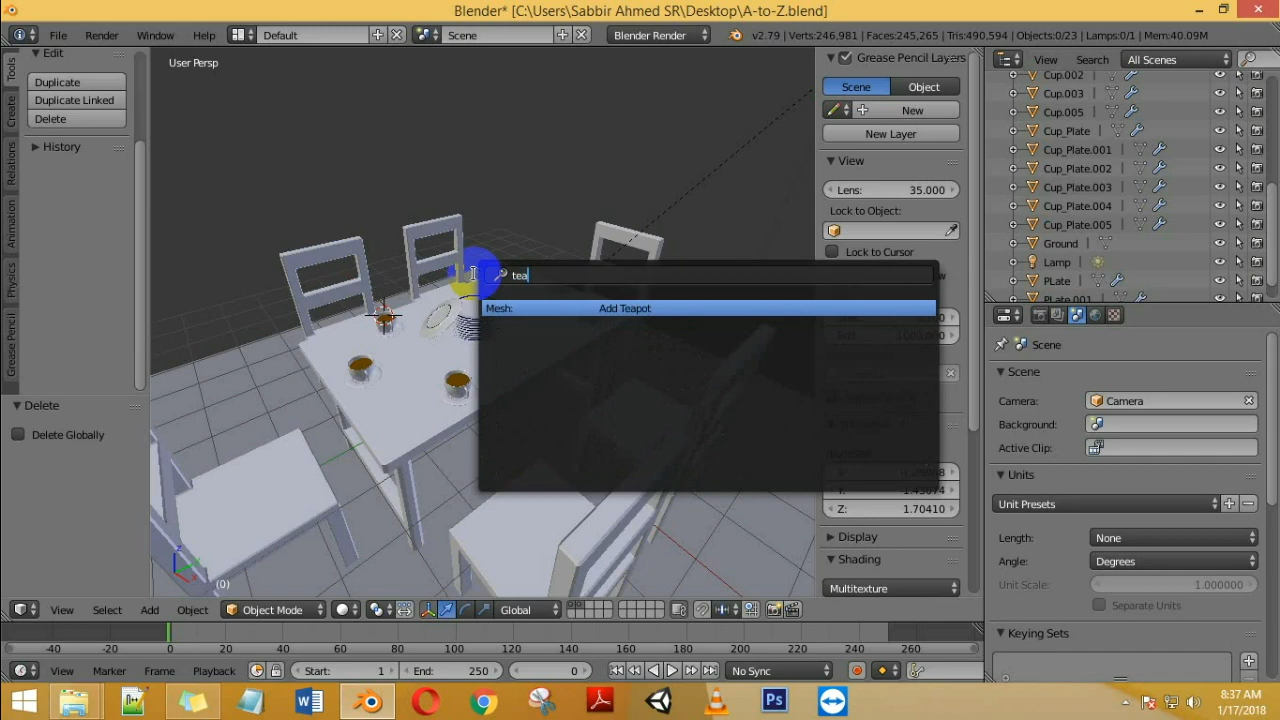 Blender* [C:\Users\Sabbir Ahmed SR\Desktop\A-to-Z.blend]
File Render Window Help Default Scene Blender Render v2.79 | Verts:246,981 | Faces:245,265 | Tris:490,594 | Objects:0/23 | Lamps:0/1 | Mem:40.09M
Tools
Create
Relations
Animation
Physics
Grease Pencil
Edit
Duplicate
Duplicate Linked
Delete
History
Delete
Delete Globally
User Persp
(0)
tea
Mesh: Add Teapot
Grease Pencil Layers
Scene Object
New
New Layer
View
Lens: 35.000
Lock to Object:
Lock to Cursor
Z: 1.70410
Display
Shading
Multitexture
View Search All Scenes
Cup.002
Cup.003
Cup.005
Cup_Plate
Cup_Plate.001
Cup_Plate.002
Cup_Plate.003
Cup_Plate.004
Cup_Plate.005
Ground
Lamp
PLate
PLate.001
Scene
Scene
Camera: Camera
Background:
Active Clip:
Units
Unit Presets
Length: None
Angle: Degrees
Unit Scale: 1.000000
Separate Units
Keying Sets
View Select Add Object Object Mode Global
-40 -20 0 20 40 60 80 100 120 140 160 180 200 220 240 260
View Marker Frame Playback Start: 1 End: 250 0 No Sync
Ps
8:37 AM
1/17/2018